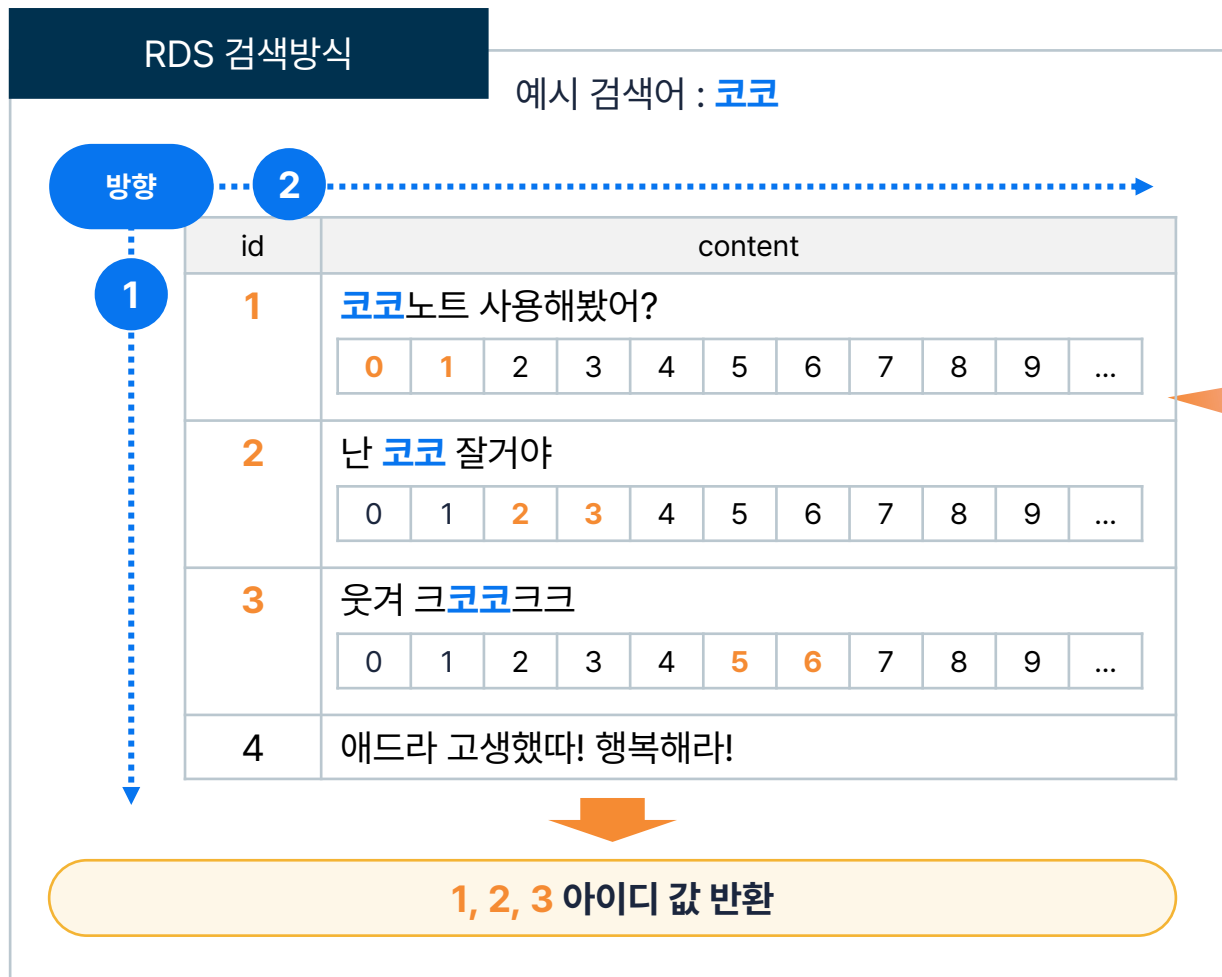 RDS 검색방식
예시 검색어 : 코코
방향
2
1
id content
1 코코노트 사용해봤어?
0 1 2 3 4 5 6 7 8 9 ...
2 난 코코 잘거야
0 1 2 3 4 5 6 7 8 9 ...
3 웃겨 크코코크크
0 1 2 3 4 5 6 7 8 9 ...
4 애드라 고생했따! 행복해라!
1, 2, 3 아이디 값 반환